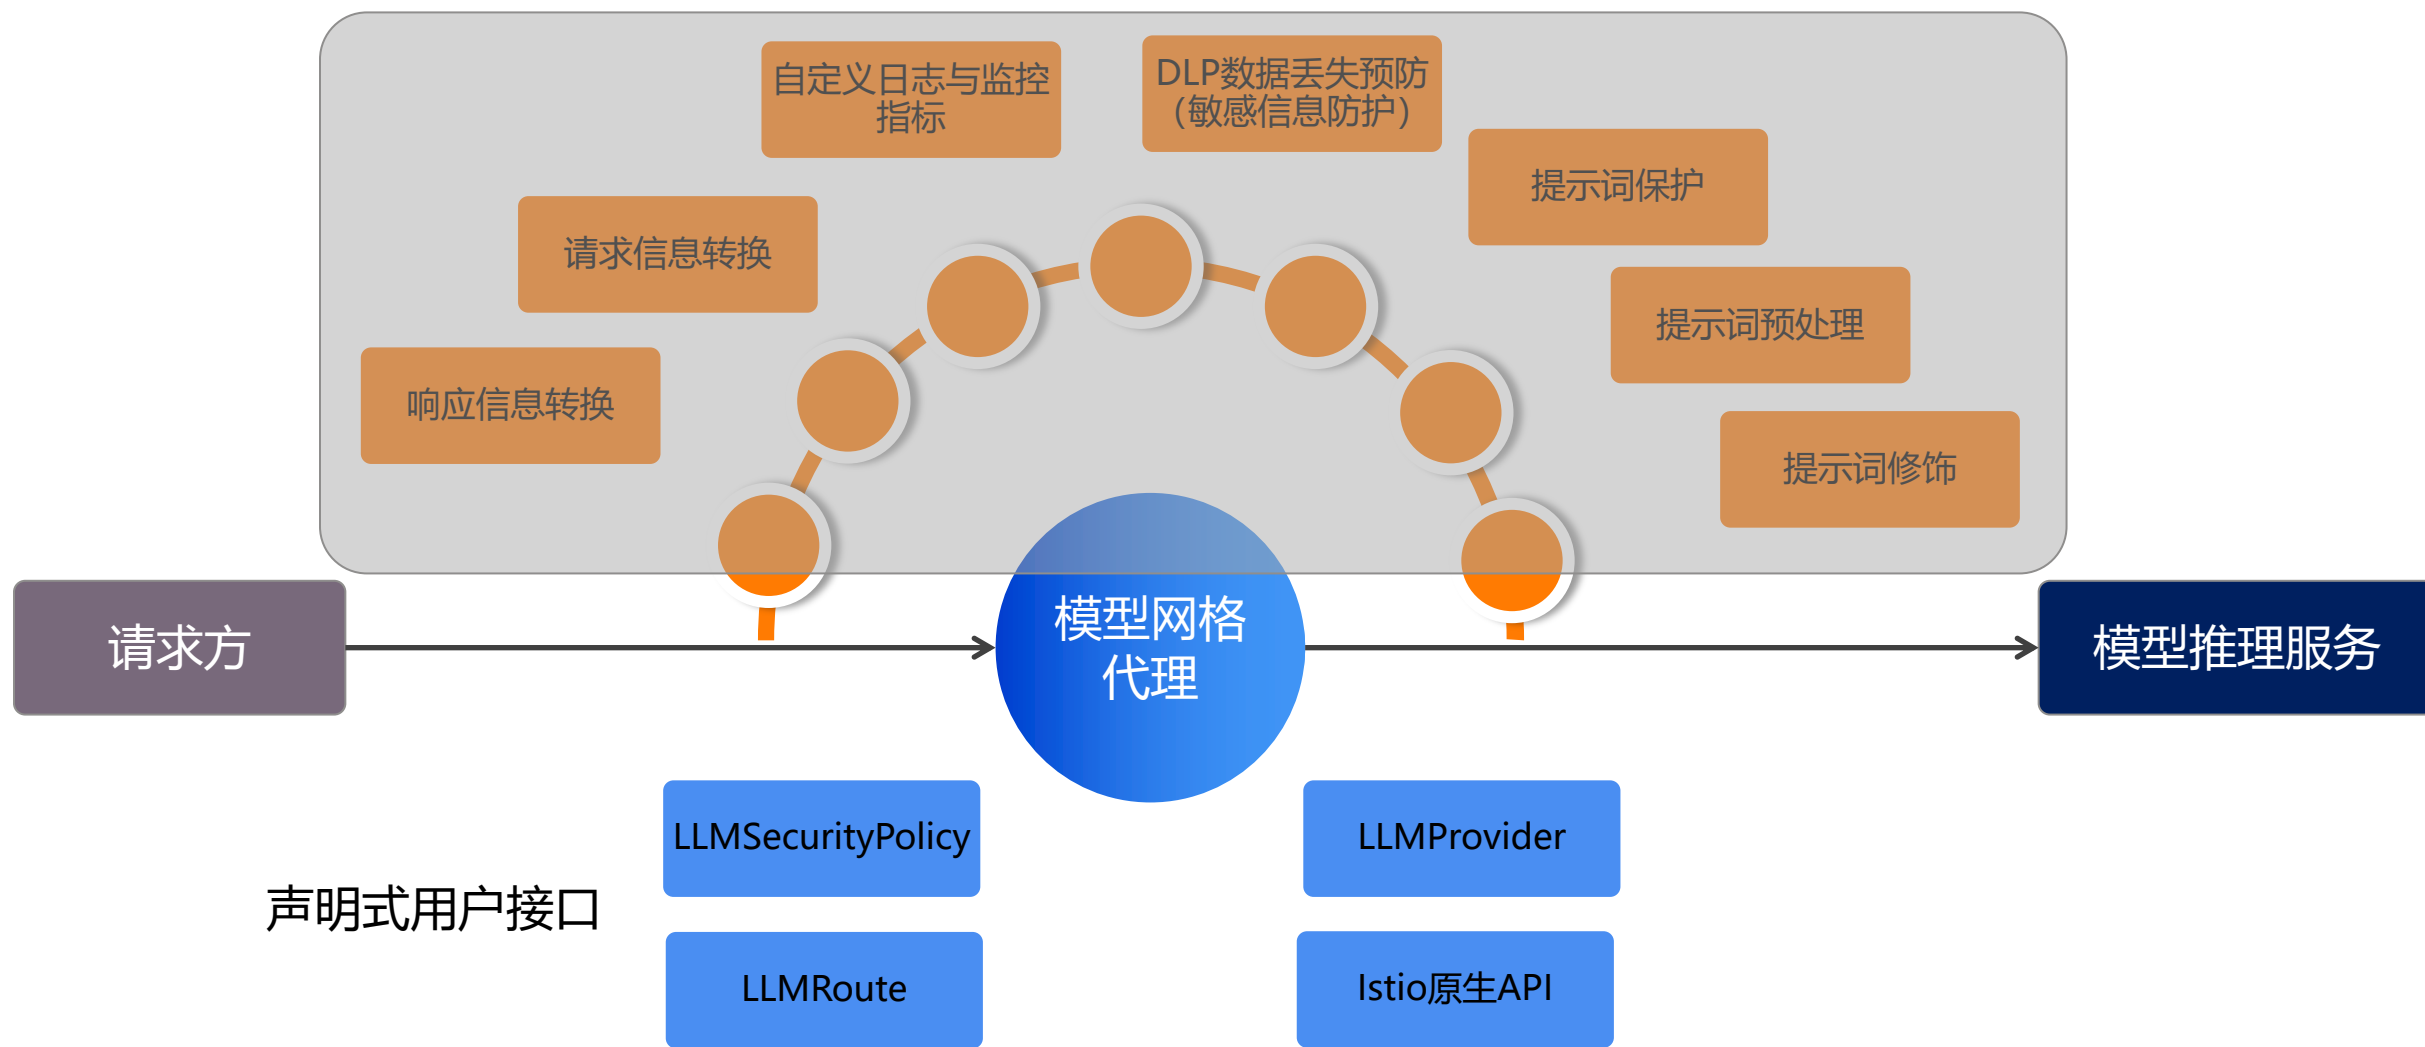 自定义日志与监控
指标
DLP数据丢失预防
（敏感信息防护）
提示词保护
请求信息转换
提示词预处理
响应信息转换
提示词修饰
请求方
模型网格
代理
模型推理服务
LLMSecurityPolicy
LLMProvider
声明式用户接口
LLMRoute
Istio原生API